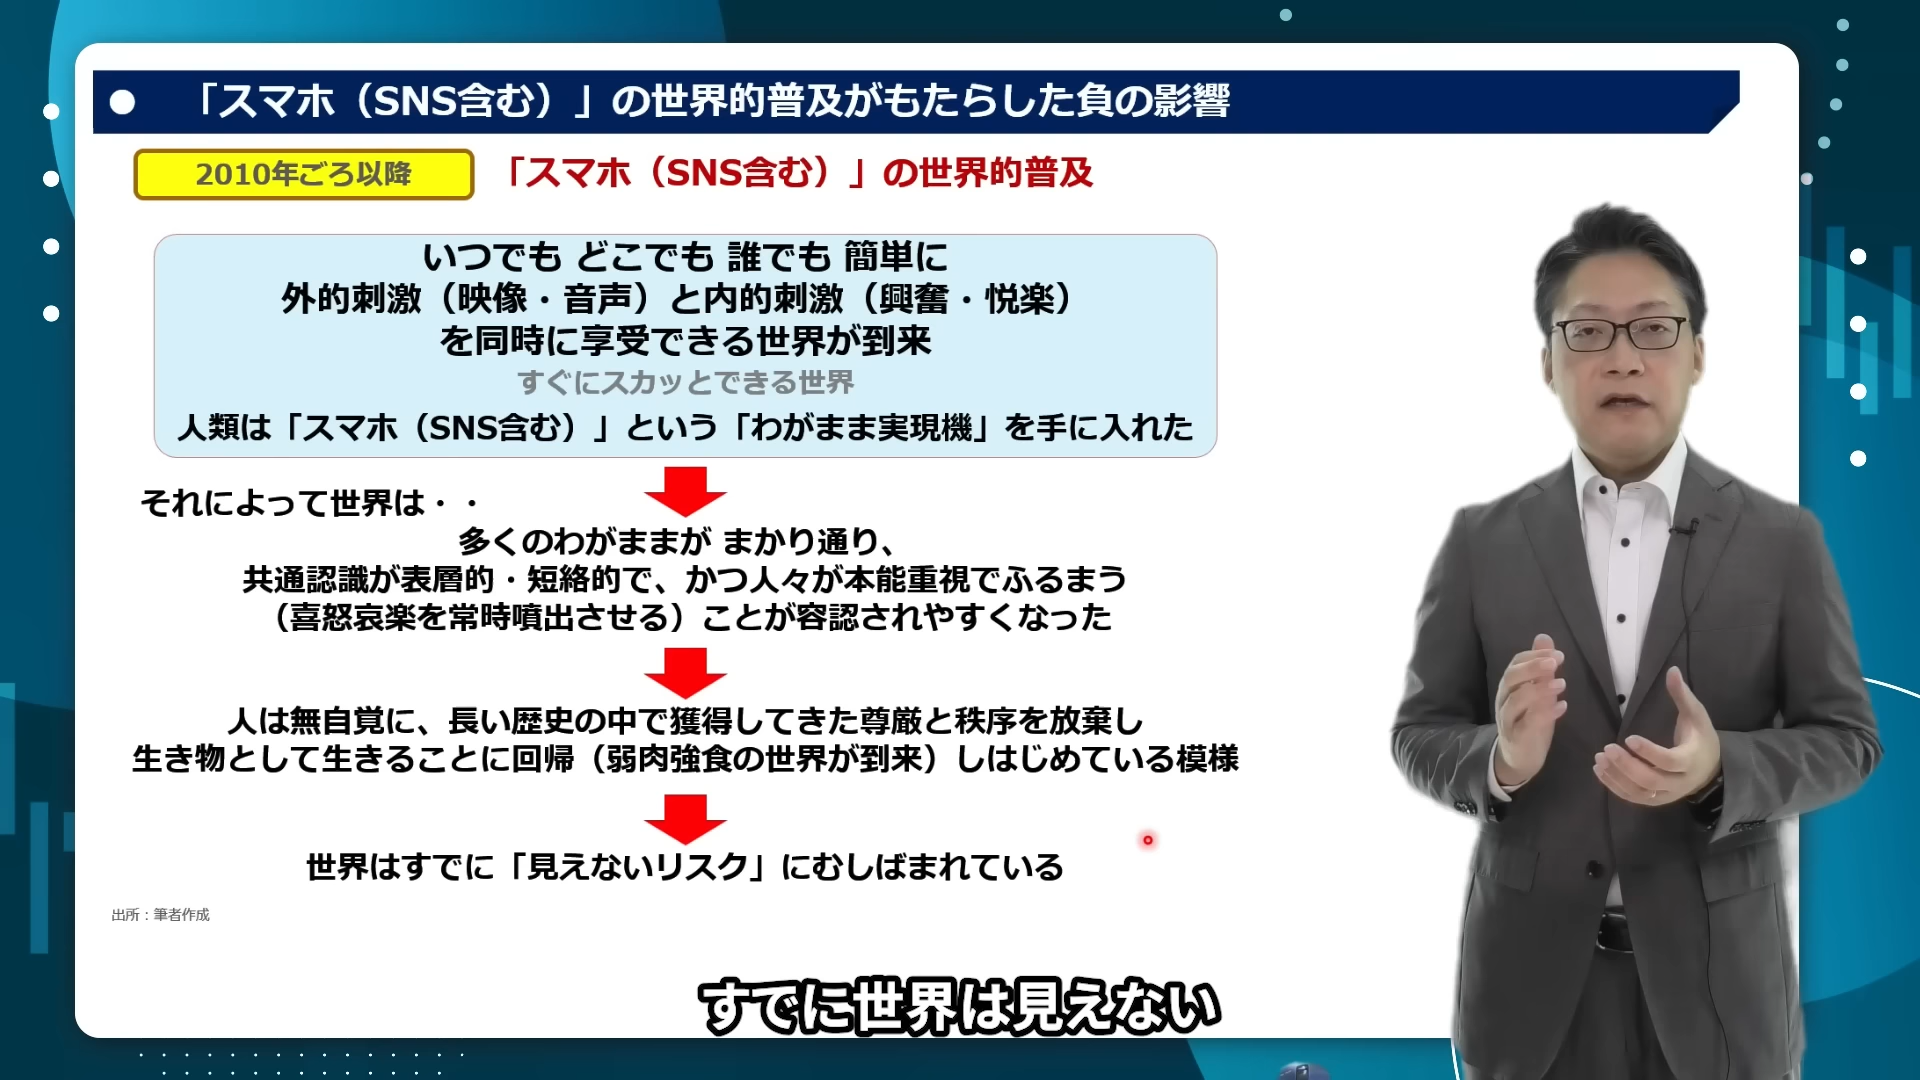 「スマホ（SNS含む）」の世界的普及がもたらした負の影響
2010年ごろ以降
「スマホ（SNS含む）」の世界的普及
いつでも どこでも 誰でも 簡単に
外的刺激（映像・音声）と内的刺激（興奮・悦楽）
を同時に享受できる世界が到来
すぐにスカッとできる世界
人類は「スマホ（SNS含む）」という「わがまま実現機」を手に入れた
それによって世界は・・
多くのわがままが まかり通り、
共通認識が表層的・短絡的で、かつ人々が本能重視でふるまう
（喜怒哀楽を常時噴出させる）ことが容認されやすくなった
人は無自覚に、長い歴史の中で獲得してきた尊厳と秩序を放棄し
生き物として生きることに回帰（弱肉強食の世界が到来）しはじめている模様
世界はすでに「見えないリスク」にむしばまれている
出所：筆者作成
すでに世界は見えない